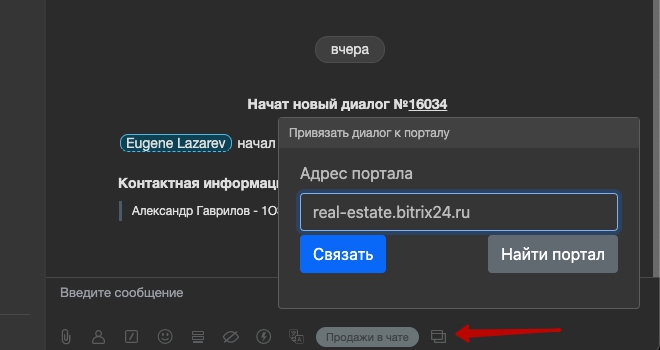 вчера
Начат новый диалог №16034
Привязать диалог к порталу
Eugene Lazarev начал
Адрес портала
Контактная информац
Александр Гаврилов - 1О
real-estate.bitrix24.ru
Связать
Найти портал
Введите сообщение
Продажи в чате